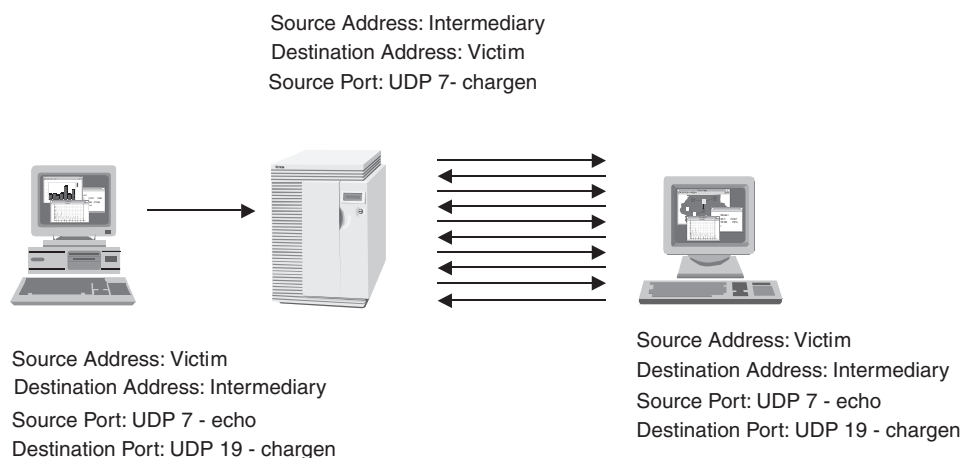 Source Address: Intermediary
Destination Address: Victim
Source Port: UDP 7- chargen
Source Address: Victim
Destination Address: Intermediary
Source Port: UDP 7 - echo
Destination Port: UDP 19 - chargen
Source Address: Victim
Destination Address: Intermediary
Source Port: UDP 7 - echo
Destination Port: UDP 19 - chargen